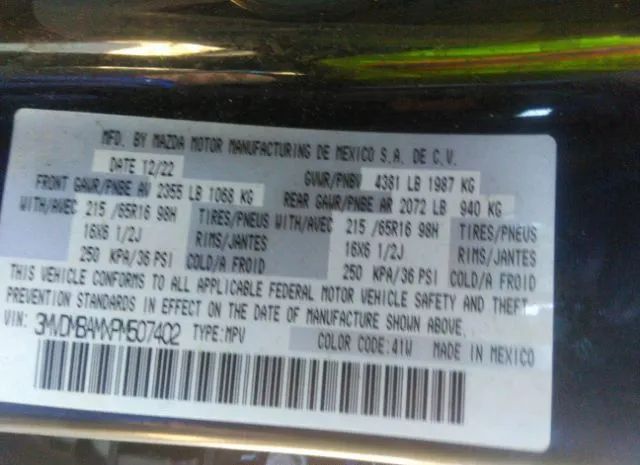 MFD. BY MAZDA MOTOR MANUFACTURING DE MEXICO S.A. DE C.V.
DATE 12/22 GVWR/PNBV 4381 LB 1987 KG
FRONT GAWR/PNBE AV 2355 LB 1068 KG REAR GAWR/PNBE AR 2072 LB 940 KG
WITH/AVEC 215 /65R16 98H TIRES/PNEUS WITH/AVEC 215 /65R16 98H TIRES/PNEUS
16X6 1/2J RIMS/JANTES 16X6 1/2J RIMS/JANTES
250 KPA/36 PSI COLD/A FROID 250 KPA/36 PSI COLD/A FROID
THIS VEHICLE CONFORMS TO ALL APPLICABLE FEDERAL MOTOR VEHICLE SAFETY AND THEFT
PREVENTION STANDARDS IN EFFECT ON THE DATE OF MANUFACTURE SHOWN ABOVE.
VIN: 3MVDMBAMXPM507402 TYPE:MPV COLOR CODE:41W MADE IN MEXICO